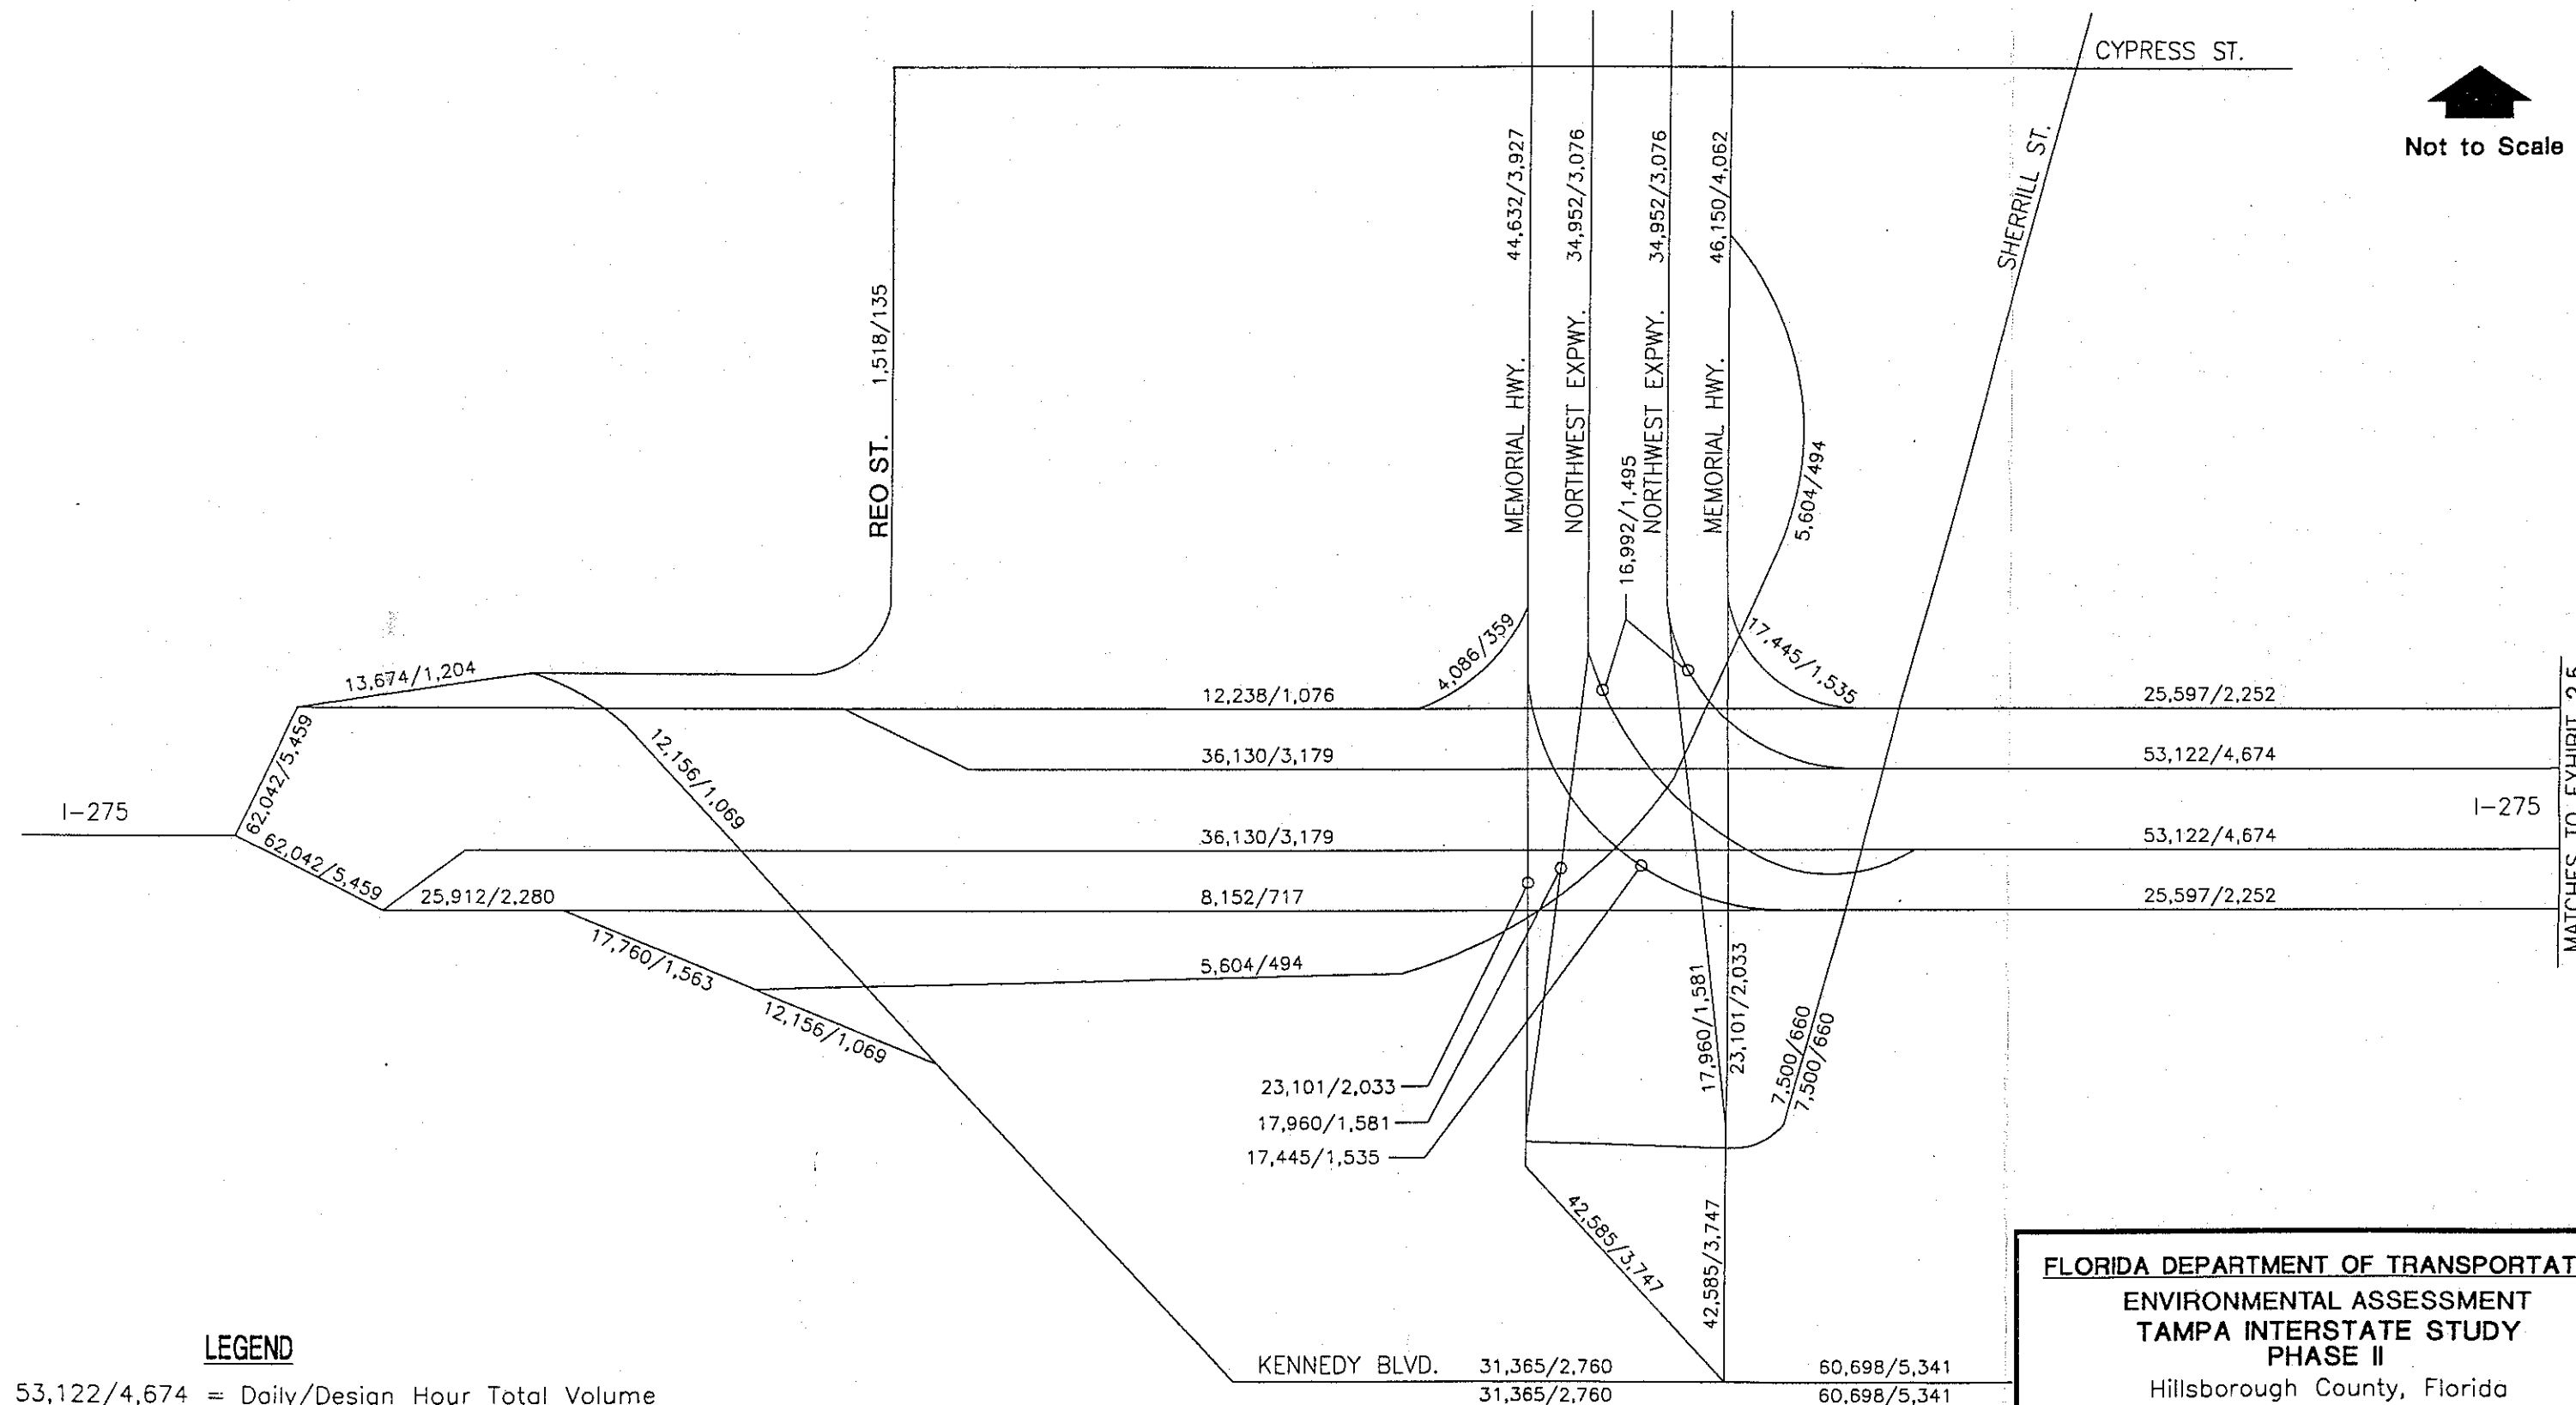 CYPRESS ST.
Not to Scale
SHERRILL ST.
44,632/3,927
34,952/3,076
34,952/3,076
46,150/4,062
REO ST. 1,518/135
MEMORIAL HWY.
NORTHWEST EXPWY.
NORTHWEST EXPWY.
MEMORIAL HWY.
16,992/1,495
5,604/494
13,674/1,204
4,086/359
17,445/1,535
12,238/1,076
25,597/2,252
62,042/5,459
12,156/1,069
36,130/3,179
53,122/4,674
I-275
I-275
62,042/5,459
36,130/3,179
53,122/4,674
25,912/2,280
8,152/717
25,597/2,252
MATCHES TO EXHIBIT 2.5
17,760/1,563
5,604/494
12,156/1,069
17,960/1,581
23,101/2,033
7,500/660
7,500/660
23,101/2,033
17,960/1,581
17,445/1,535
42,585/3,747
42,585/3,747
KENNEDY BLVD. 31,365/2,760
60,698/5,341
31,365/2,760
60,698/5,341
LEGEND
53,122/4,674 = Daily/Design Hour Total Volume
FLORIDA DEPARTMENT OF TRANSPORTAT
ENVIRONMENTAL ASSESSMENT
TAMPA INTERSTATE STUDY
PHASE II
Hillsborough County, Florida